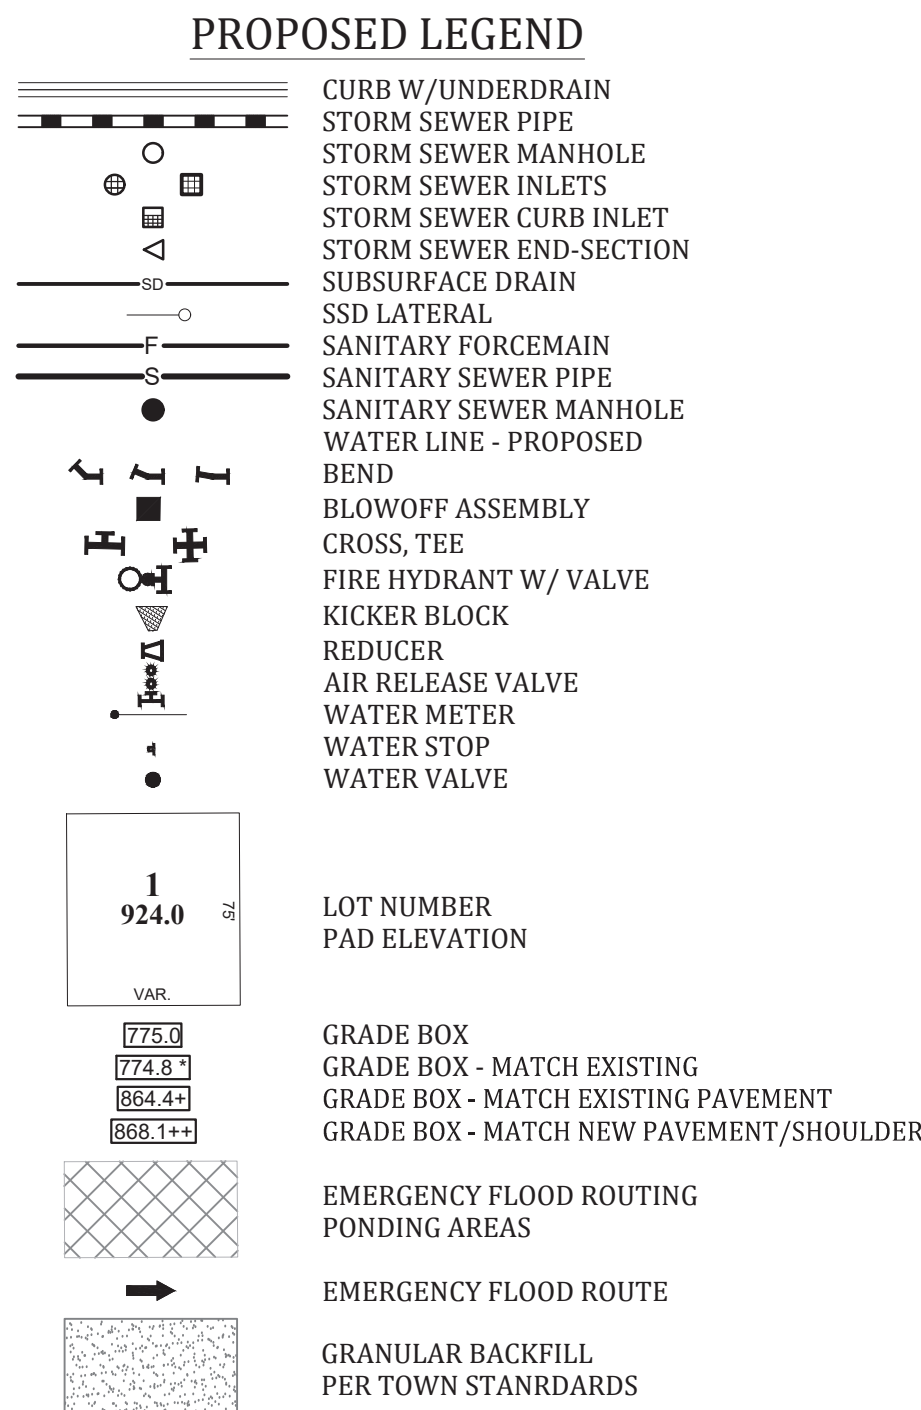 PROPOSED LEGEND
CURB W/UNDERDRAIN
STORM SEWER PIPE
STORM SEWER MANHOLE
STORM SEWER INLETS
STORM SEWER CURB INLET
STORM SEWER END-SECTION
SD SUBSURFACE DRAIN
SSD LATERAL
F SANITARY FORCEMAIN
S SANITARY SEWER PIPE
SANITARY SEWER MANHOLE
WATER LINE - PROPOSED
BEND
BLOWOFF ASSEMBLY
CROSS, TEE
FIRE HYDRANT W/ VALVE
KICKER BLOCK
REDUCER
AIR RELEASE VALVE
WATER METER
WATER STOP
WATER VALVE
1
924.0
75'
VAR.
LOT NUMBER
PAD ELEVATION
775.0 GRADE BOX
774.8 * GRADE BOX - MATCH EXISTING
864.4+ GRADE BOX - MATCH EXISTING PAVEMENT
868.1++ GRADE BOX - MATCH NEW PAVEMENT/SHOULDER
EMERGENCY FLOOD ROUTING
PONDING AREAS
EMERGENCY FLOOD ROUTE
GRANULAR BACKFILL
PER TOWN STANRDARDS